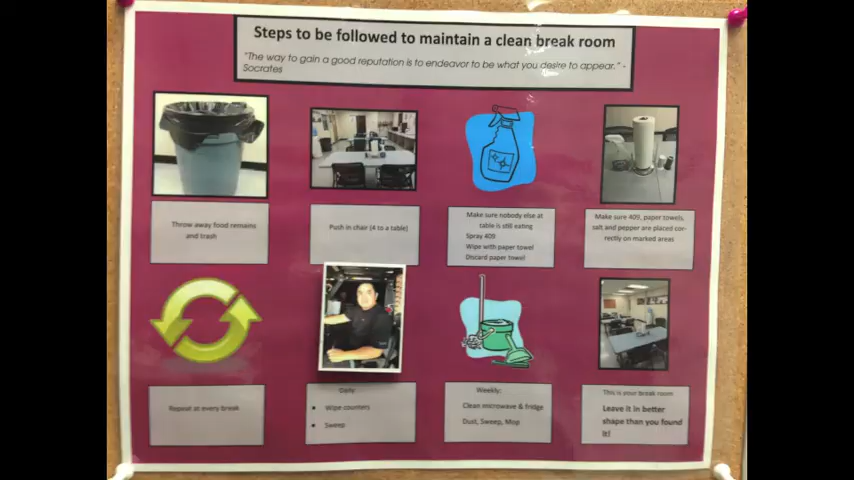 Steps to be followed to maintain a clean break room
"The way to gain a good reputation is to endeavor to be what you desire to appear." -
Socrates
Throw away food remains
and trash
Push in chair (4 to a table)
Make sure nobody else at
table is still eating
Spray 409
Wipe with paper towel
Discard paper towel
Make sure 409, paper towels,
salt and pepper are placed cor-
rectly on marked areas
Repeat at every break
Daily:
• Wipe counters
• Sweep
Weekly:
Clean microwave & fridge
Dust, Sweep, Mop
This is your break room
Leave it in better
shape than you found
it!